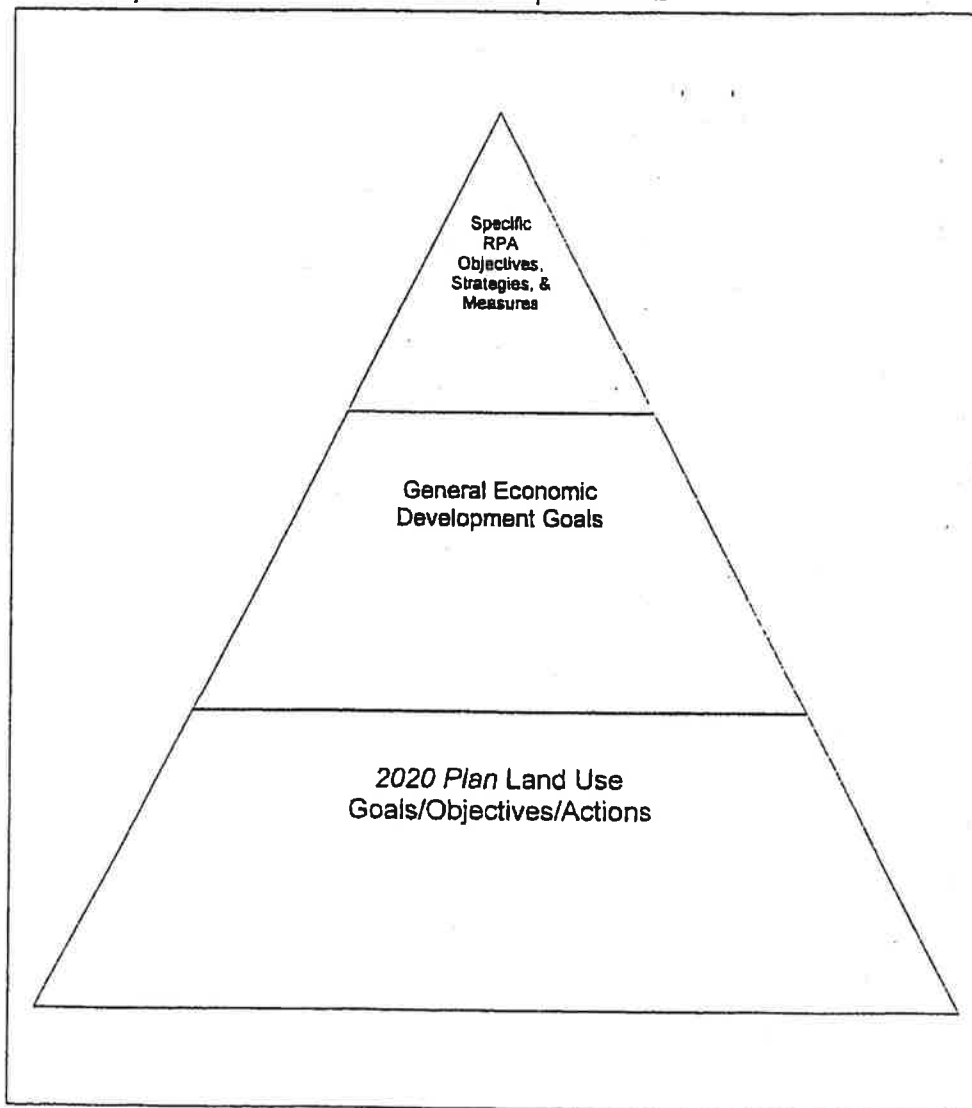 Specific
RPA
Objectives,
Strategies, &
Measures
General Economic
Development Goals
2020 Plan Land Use
Goals/Objectives/Actions